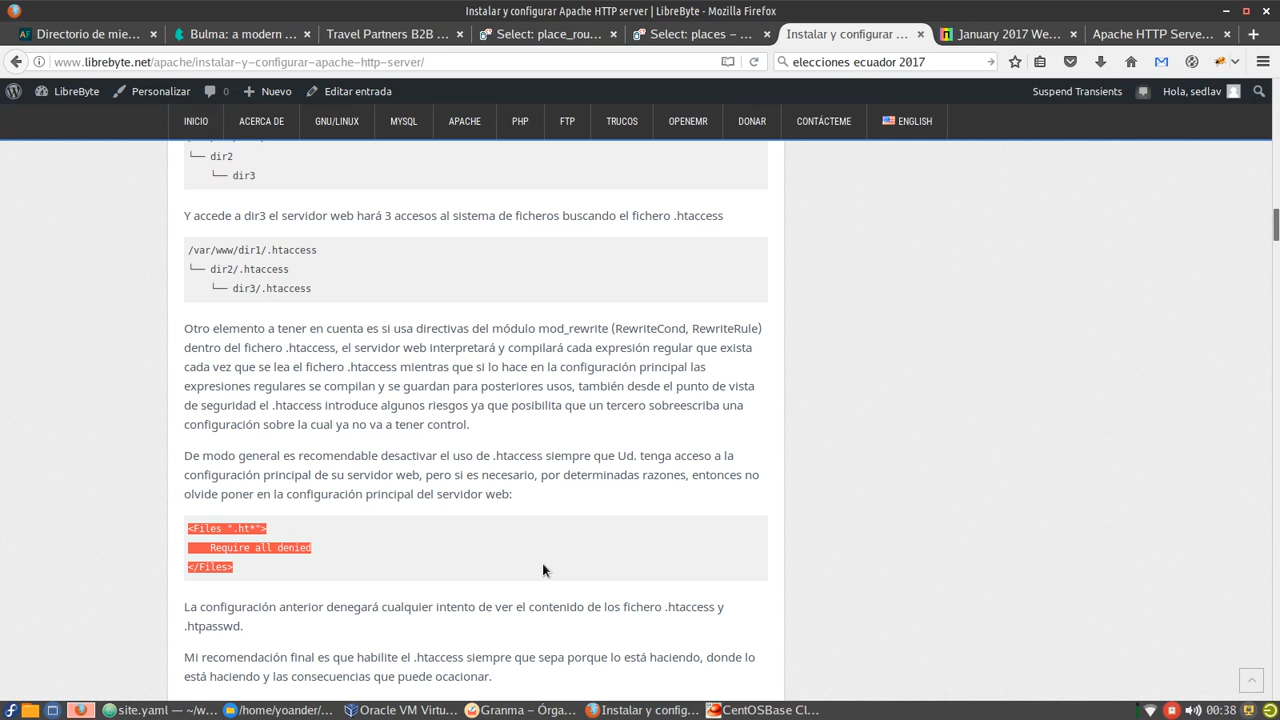 Instalar y configurar Apache HTTP server | LibreByte - Mozilla Firefox
Directorio de mie... × Bulma: a modern ... × Travel Partners B2B ... × Select: place_rou... × Select: places – ... × Instalar y configurar ... × January 2017 We... × Apache HTTP Serve... ×
www.librebyte.net/apache/instalar-y-configurar-apache-http-server/ elecciones ecuador 2017
LibreByte Personalizar 0 Nuevo Editar entrada Suspend Transients Hola, sedlav
INICIO ACERCA DE GNU/LINUX MYSQL APACHE PHP FTP TRUCOS OPENEMR DONAR CONTÁCTEME ENGLISH
└── dir2
└── dir3
Y accede a dir3 el servidor web hará 3 accesos al sistema de ficheros buscando el fichero .htaccess
/var/www/dir1/.htaccess
└── dir2/.htaccess
└── dir3/.htaccess
Otro elemento a tener en cuenta es si usa directivas del módulo mod_rewrite (RewriteCond, RewriteRule)
dentro del fichero .htaccess, el servidor web interpretará y compilará cada expresión regular que exista
cada vez que se lea el fichero .htaccess mientras que si lo hace en la configuración principal las
expresiones regulares se compilan y se guardan para posteriores usos, también desde el punto de vista
de seguridad el .htaccess introduce algunos riesgos ya que posibilita que un tercero sobreescriba una
configuración sobre la cual ya no va a tener control.
De modo general es recomendable desactivar el uso de .htaccess siempre que Ud. tenga acceso a la
configuración principal de su servidor web, pero si es necesario, por determinadas razones, entonces no
olvide poner en la configuración principal del servidor web:
<Files ".ht*">
Require all denied
</Files>
La configuración anterior denegará cualquier intento de ver el contenido de los fichero .htaccess y
.htpasswd.
Mi recomendación final es que habilite el .htaccess siempre que sepa porque lo está haciendo, donde lo
está haciendo y las consecuencias que puede ocacionar.
site.yaml — ~/w... /home/yoander/... Oracle VM Virtu... Granma – Órga... Instalar y config... CentOSBase Cl... 00:38